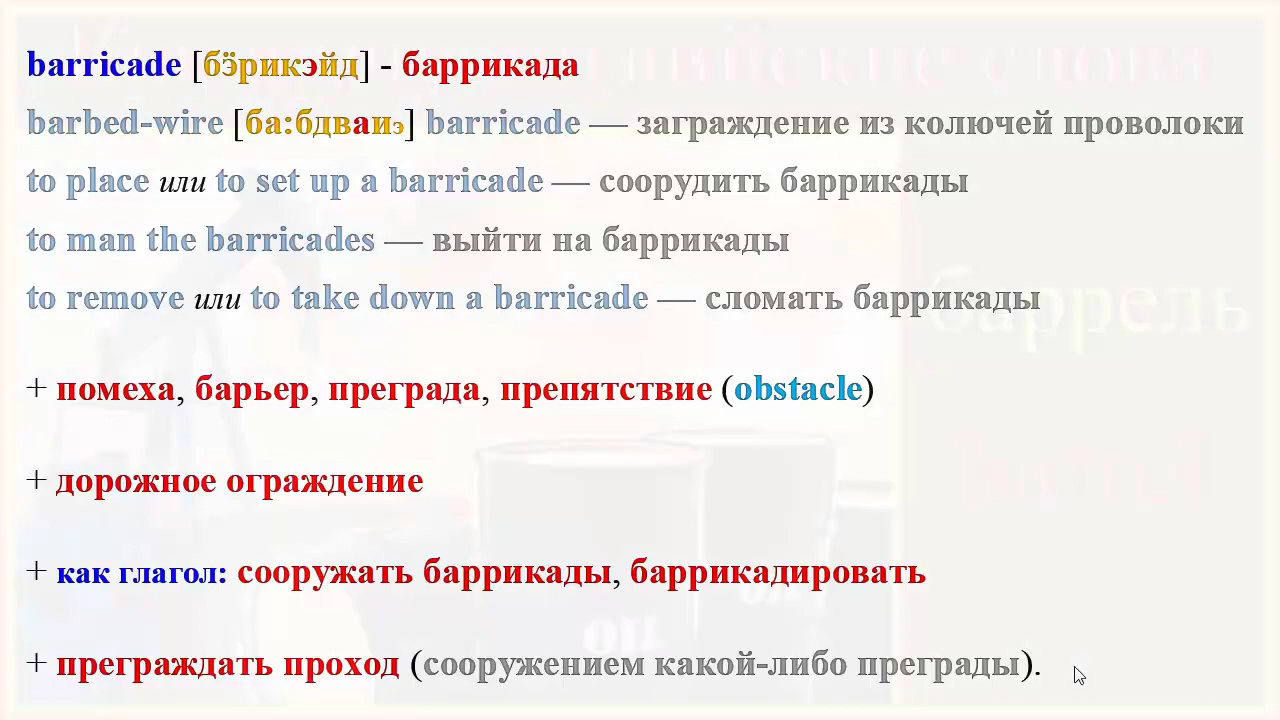 barricade [бӭрикэйд] - баррикада
barbed-wire [ба:бдваиэ] barricade — заграждение из колючей проволоки
to place или to set up a barricade — соорудить баррикады
to man the barricades — выйти на баррикады
to remove или to take down a barricade — сломать баррикады
баррель
+ помеха, барьер, преграда, препятствие (obstacle)
+ дорожное ограждение
+ как глагол: сооружать баррикады, баррикадировать
+ преграждать проход (сооружением какой-либо преграды).